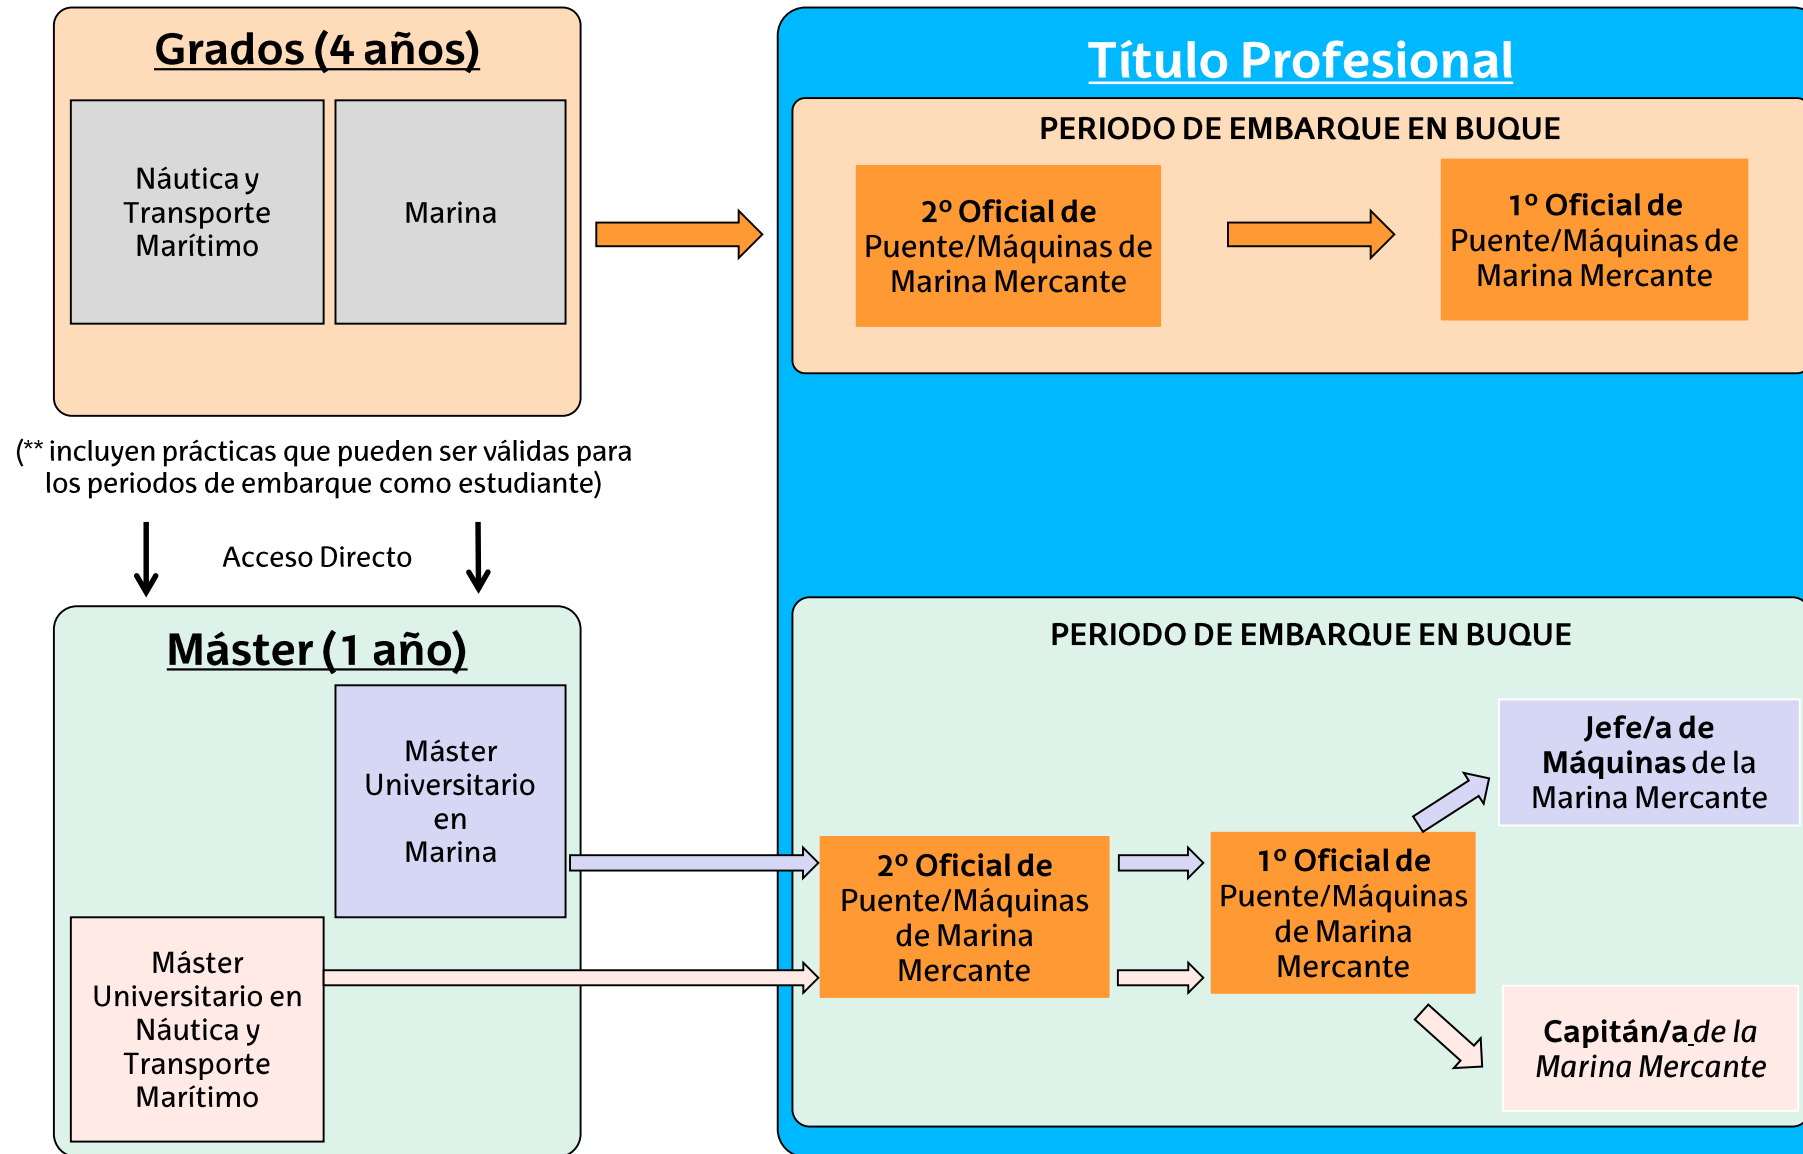 Grados (4 años)
Náutica y
Transporte
Marítimo
Marina
(** incluyen prácticas que pueden ser válidas para
los periodos de embarque como estudiante)
Acceso Directo
Máster (1 año)
Máster
Universitario
en
Marina
Máster
Universitario en
Náutica y
Transporte
Marítimo
Título Profesional
PERIODO DE EMBARQUE EN BUQUE
2º Oficial de
Puente/Máquinas de
Marina Mercante
1º Oficial de
Puente/Máquinas de
Marina Mercante
PERIODO DE EMBARQUE EN BUQUE
2º Oficial de
Puente/Máquinas
de Marina
Mercante
1º Oficial de
Puente/Máquinas
de Marina
Mercante
Jefe/a de
Máquinas de la
Marina Mercante
Capitán/a de la
Marina Mercante